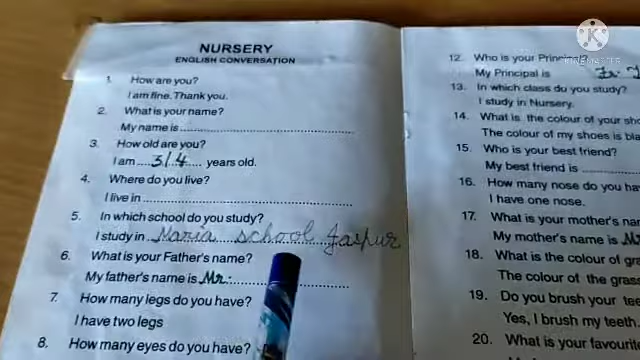 NURSERY
ENGLISH CONVERSATION
1. How are you?
I am fine. Thank you.
2. What is your name?
My name is
3. How old are you?
I am ....3/4.... years old.
4. Where do you live?
I live in
5. In which school do you study?
I study in Maria school Jaspur
6. What is your Father's name?
My father's name is Mr.
7. How many legs do you have?
I have two legs
8. How many eyes do you have?
12. Who is your Principal?
My Principal is Fr
13. In which class do you study?
I study in Nursery.
14. What is the colour of your
The colour of my shoes is
15. Who is your best friend?
My best friend is
16. How many nose do you
I have one nose.
17. What is your mother's
My mother's name is
18. What is the colour of
The colour of the
19. Do you brush your
Yes, I brush my teeth.
20. What is your
KINEMASTER